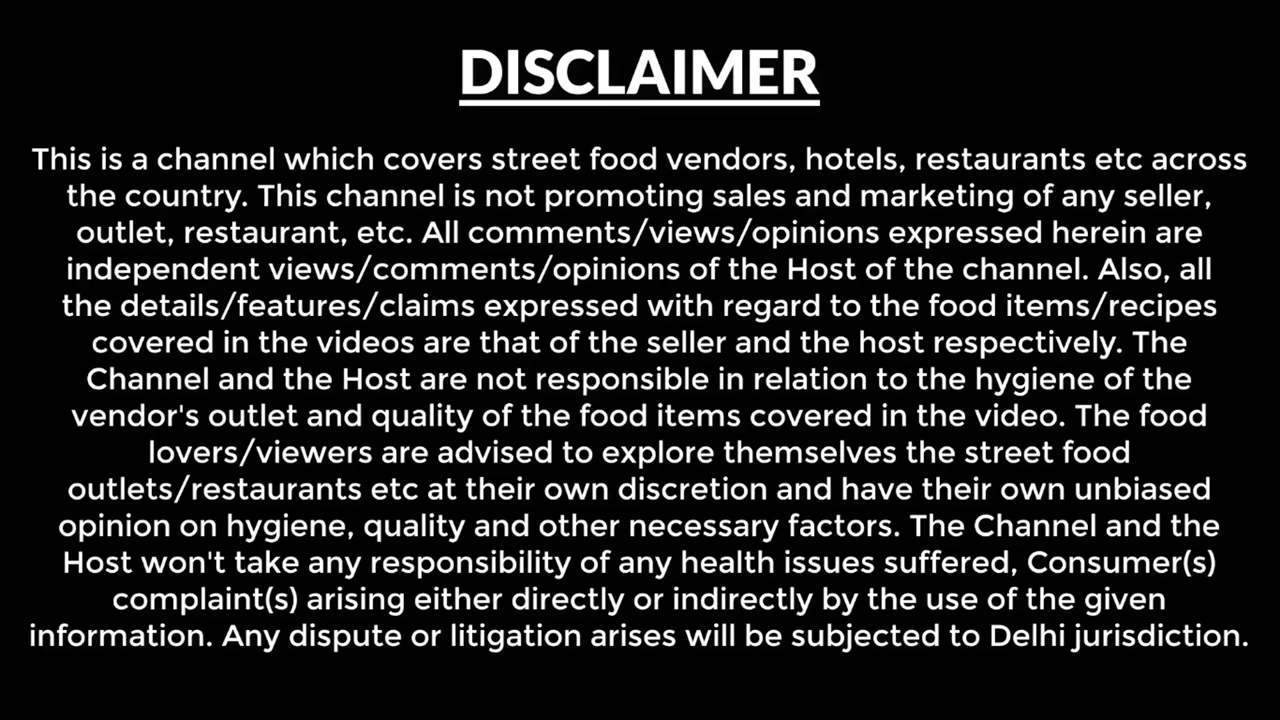 DISCLAIMER
This is a channel which covers street food vendors, hotels, restaurants etc across
the country. This channel is not promoting sales and marketing of any seller,
outlet, restaurant, etc. All comments/views/opinions expressed herein are
independent views/comments/opinions of the Host of the channel. Also, all
the details/features/claims expressed with regard to the food items/recipes
covered in the videos are that of the seller and the host respectively. The
Channel and the Host are not responsible in relation to the hygiene of the
vendor's outlet and quality of the food items covered in the video. The food
lovers/viewers are advised to explore themselves the street food
outlets/restaurants etc at their own discretion and have their own unbiased
opinion on hygiene, quality and other necessary factors. The Channel and the
Host won't take any responsibility of any health issues suffered, Consumer(s)
complaint(s) arising either directly or indirectly by the use of the given
information. Any dispute or litigation arises will be subjected to Delhi jurisdiction.